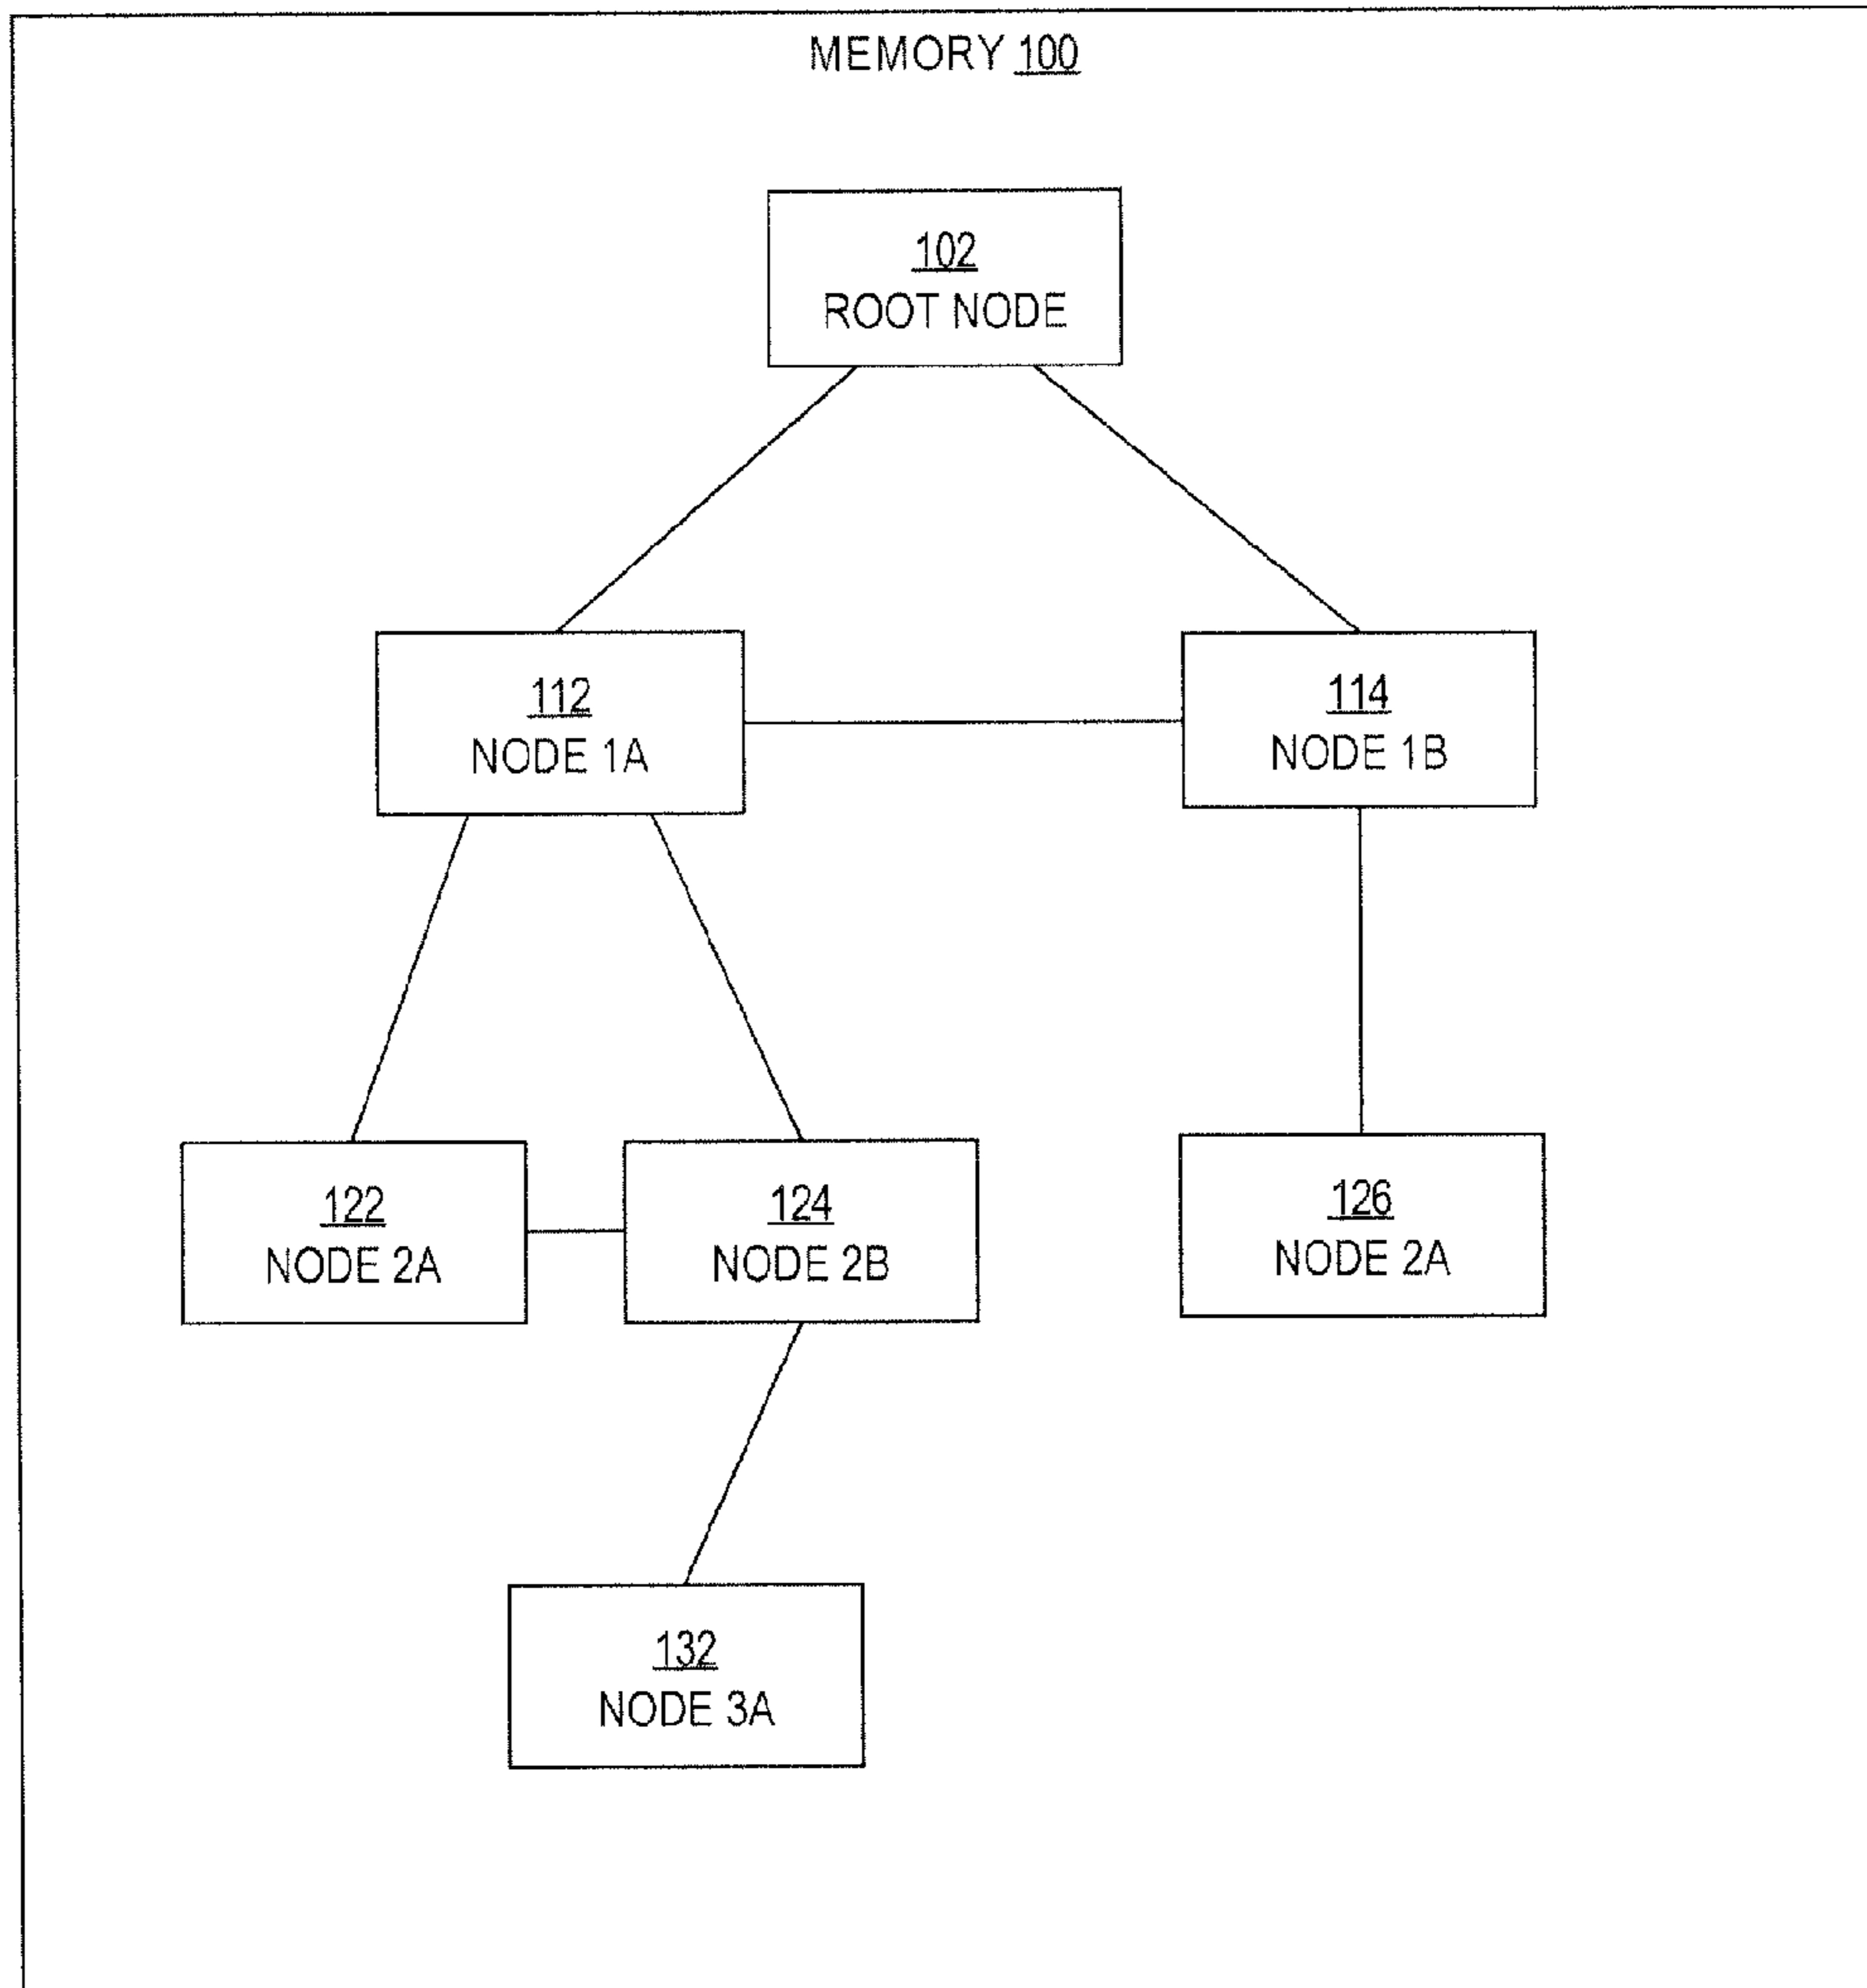 MEMORY 100
102
ROOT NODE
112
NODE 1A
114
NODE 1B
122
NODE 2A
124
NODE 2B
126
NODE 2A
132
NODE 3A